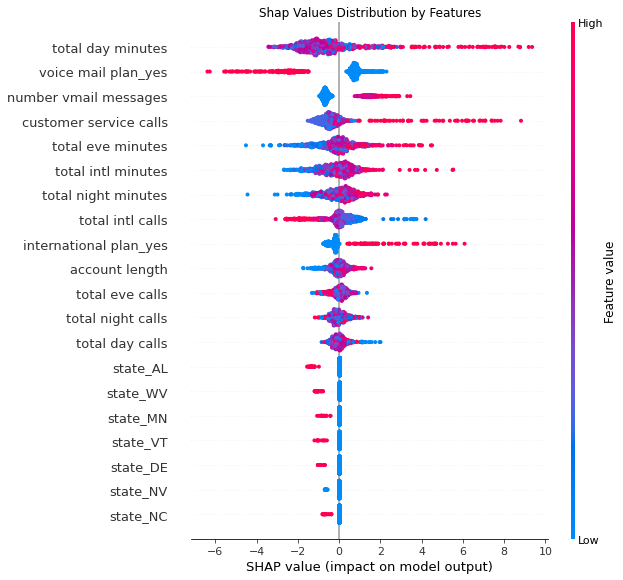 Shap Values Distribution by Features
High
total day minutes
voice mail plan_yes
number vmail messages
customer service calls
total eve minutes
total intl minutes
total night minutes
total intl calls
international plan_yes
account length
total eve calls
total night calls
total day calls
state_AL
state_WV
state_MN
state_VT
state_DE
state_NV
state_NC
Feature value
Low
−6 −4 −2 0 2 4 6 8 10
SHAP value (impact on model output)